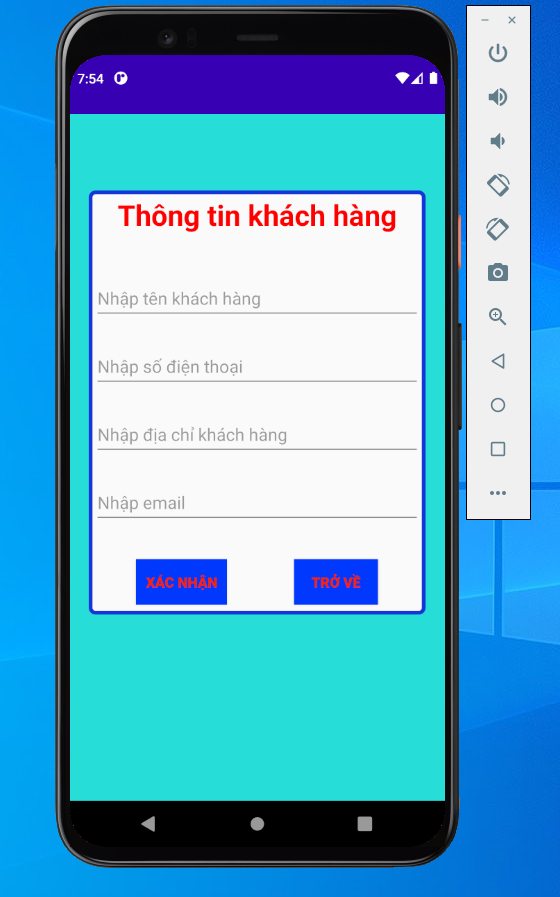 7:54
Thông tin khách hàng
Nhập tên khách hàng
Nhập số điện thoại
Nhập địa chỉ khách hàng
Nhập email
XÁC NHẬN
TRỞ VỀ